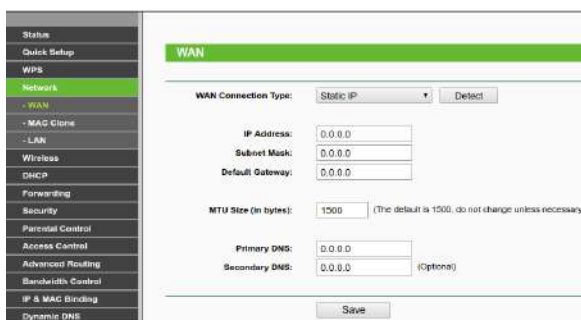 Status
Quick Setup
WPS
Network
- WAN
- MAC Clone
- LAN
Wireless
DHCP
Forwarding
Security
Parental Control
Access Control
Advanced Routing
Bandwidth Control
IP & MAC Binding
Dynamic DNS
WAN
WAN Connection Type: Static IP Detect
IP Address: 0.0.0.0
Subnet Mask: 0.0.0.0
Default Gateway: 0.0.0.0
MTU Size (in bytes): 1500 (The default is 1500, do not change unless necessary
Primary DNS: 0.0.0.0
Secondary DNS: 0.0.0.0 (Optional)
Save